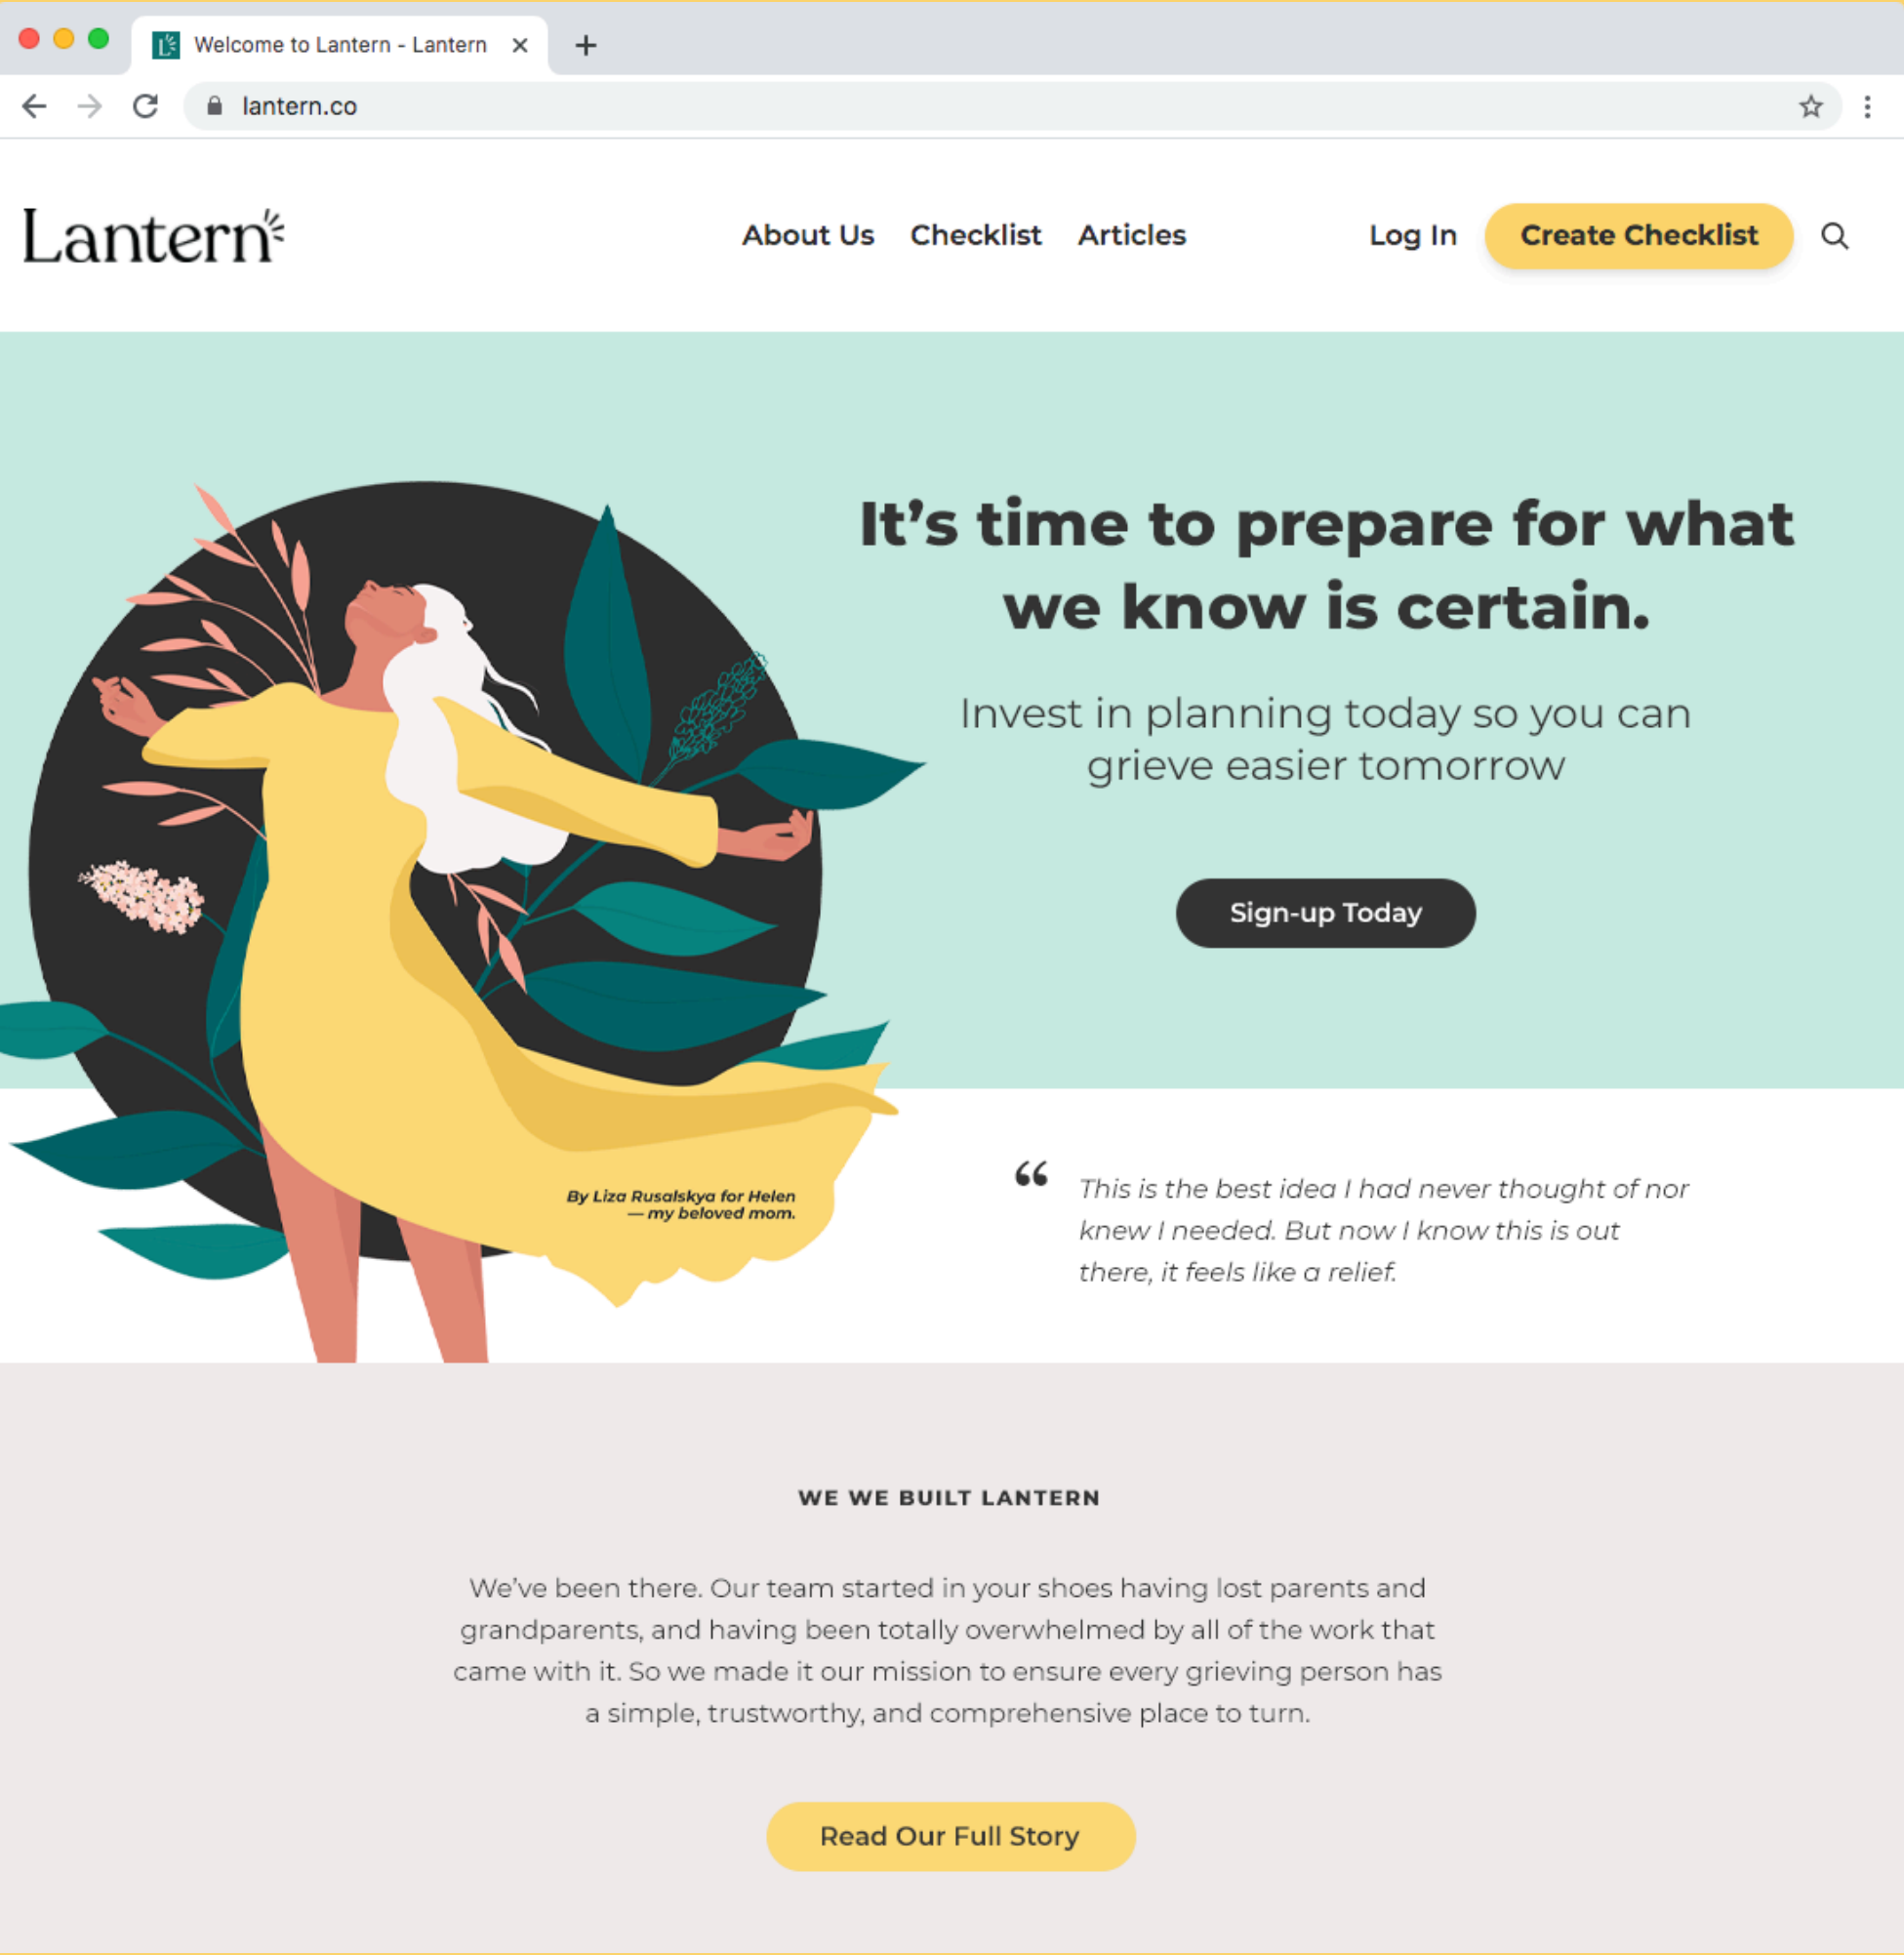 Welcome to Lantern - Lantern
lantern.co
Lantern
About Us Checklist Articles Log In Create Checklist
It's time to prepare for what
we know is certain.
Invest in planning today so you can
grieve easier tomorrow
Sign-up Today
By Liza Rusalskya for Helen
— my beloved mom.
“ This is the best idea I had never thought of nor
knew I needed. But now I know this is out
there, it feels like a relief.
WE WE BUILT LANTERN
We've been there. Our team started in your shoes having lost parents and
grandparents, and having been totally overwhelmed by all of the work that
came with it. So we made it our mission to ensure every grieving person has
a simple, trustworthy, and comprehensive place to turn.
Read Our Full Story